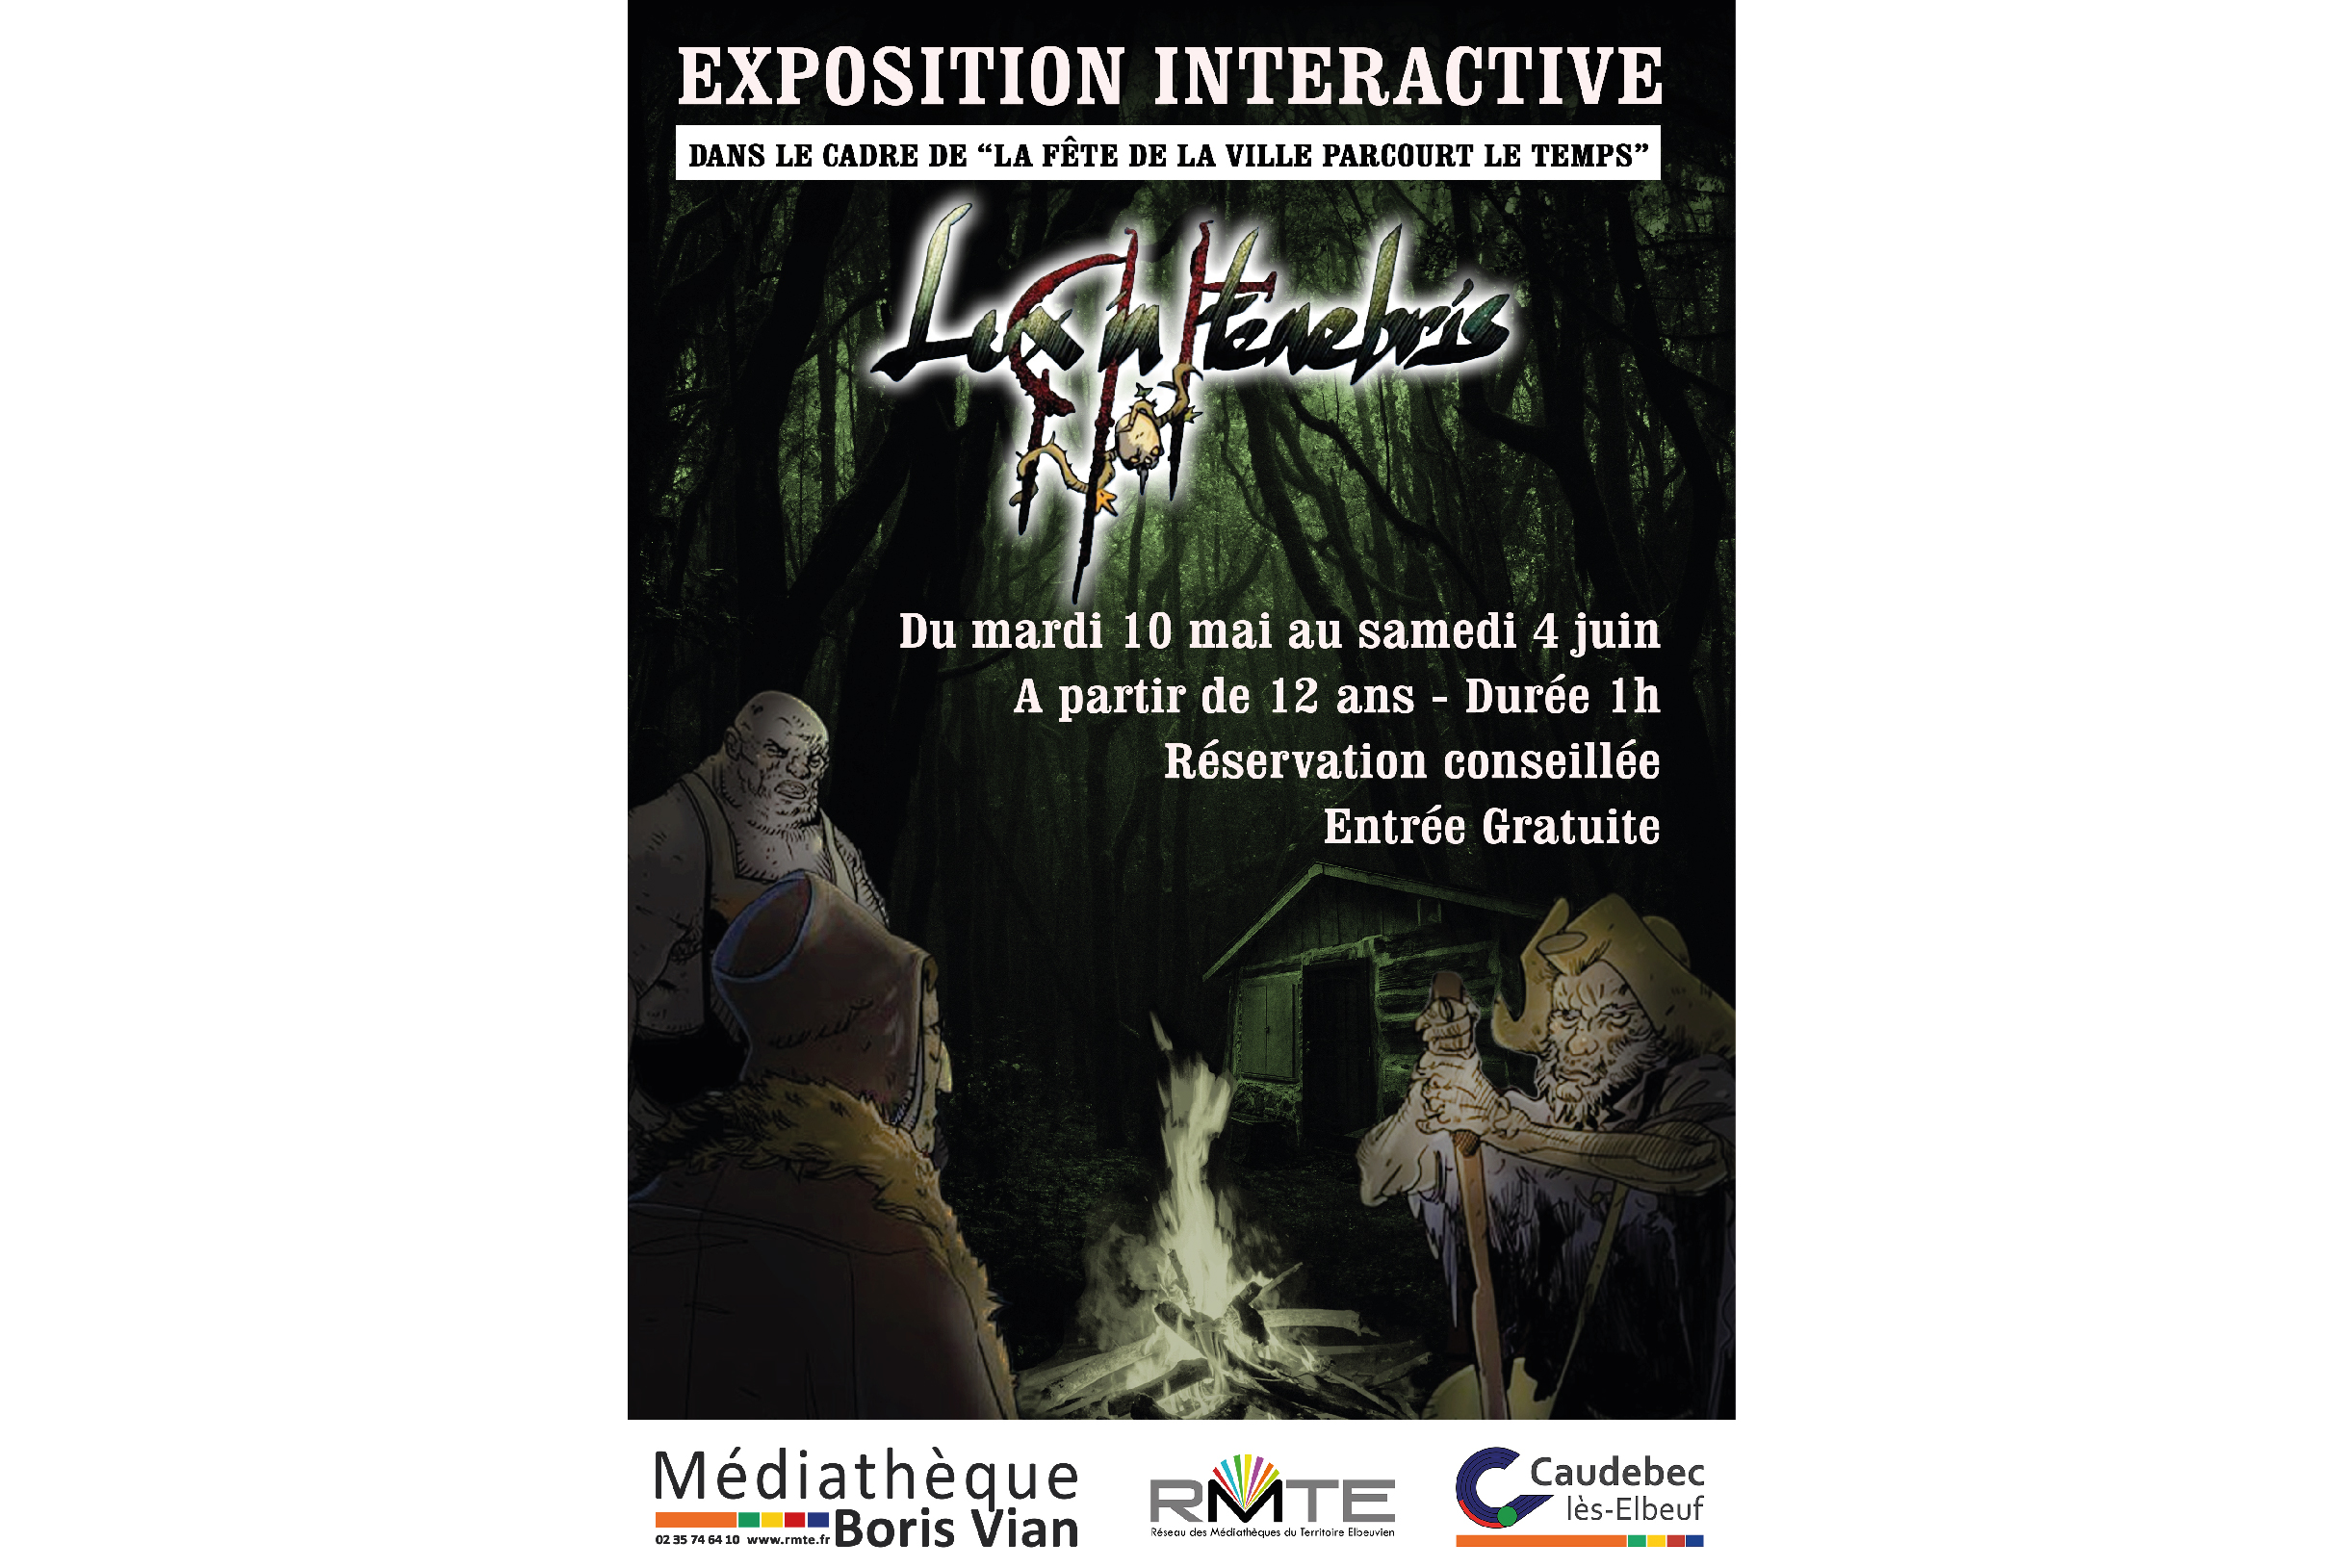 EXPOSITION INTERACTIVE
DANS LE CADRE DE “LA FÊTE DE LA VILLE PARCOURT LE TEMPS”
Lux in tenebris
Du mardi 10 mai au samedi 4 juin
A partir de 12 ans - Durée 1h
Réservation conseillée
Entrée Gratuite
Médiathèque
Boris Vian
02 35 74 64 10 www.rmte.fr
RMTE
Réseau des Médiathèques du Territoire Elbeuvien
Caudebec
lès-Elbeuf